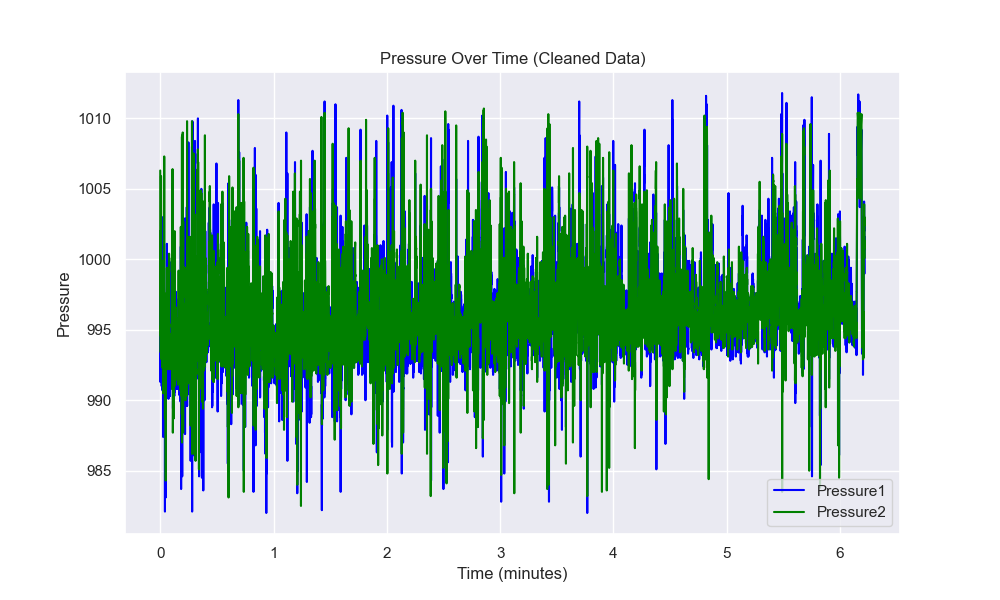 Pressure Over Time (Cleaned Data)
Pressure
1010
1005
1000
995
990
985
0 1 2 3 4 5 6
Time (minutes)
Pressure1
Pressure2